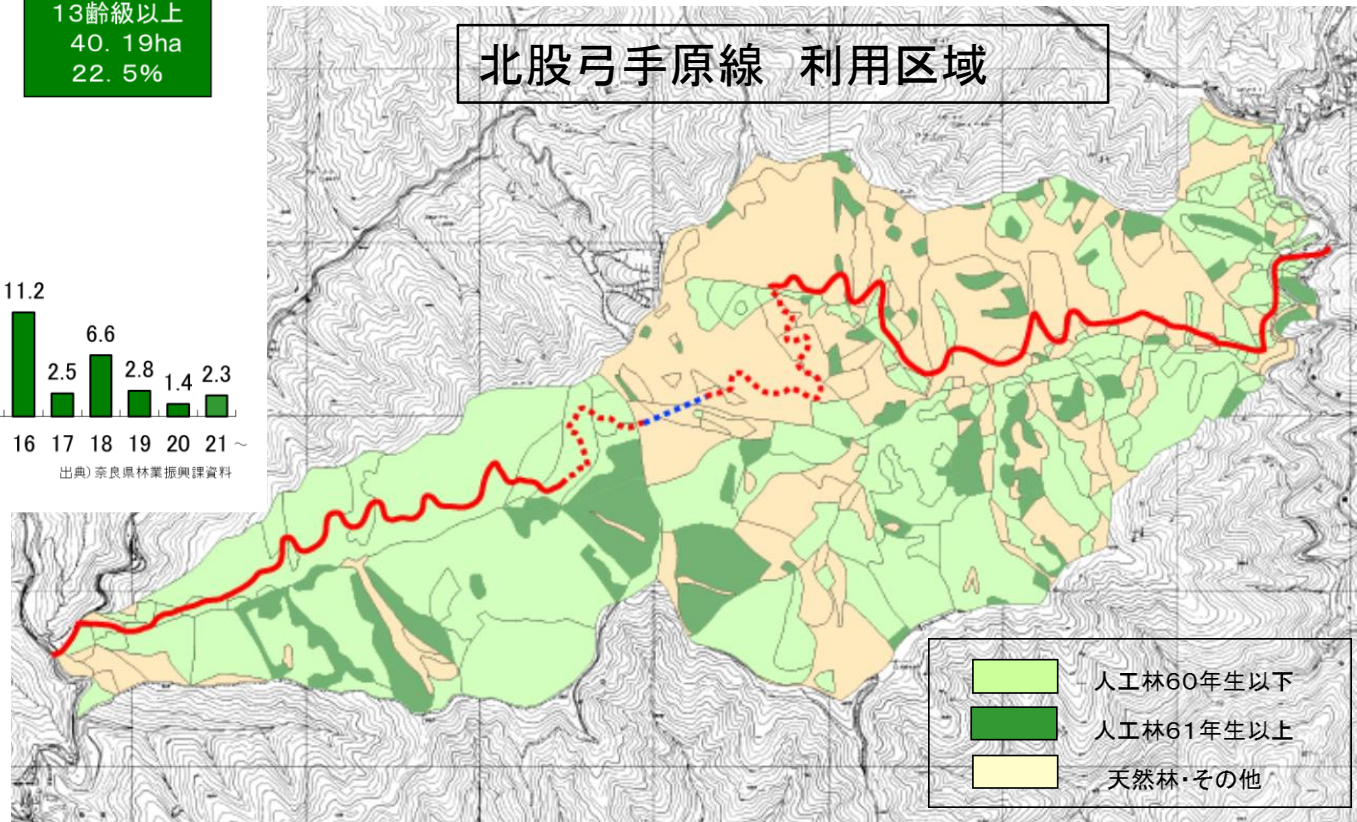 13齢級以上
40.19ha
22.5%
北股弓手原線 利用区域
11.2
2.5
6.6
2.8
1.4
2.3
16 17 18 19 20 21～
出典)奈良県林業振興課資料
人工林60年生以下
人工林61年生以上
天然林・その他